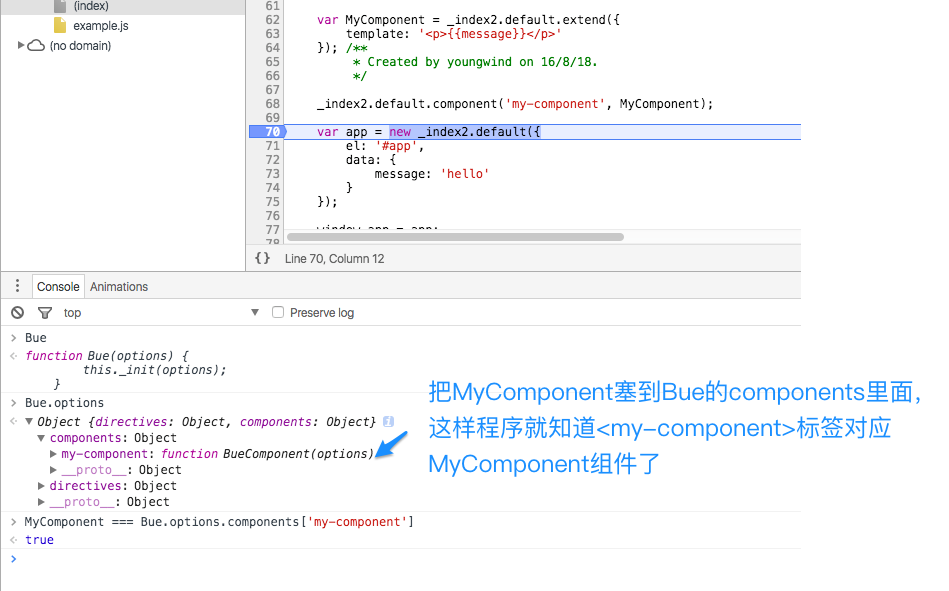 (index)
example.js
(no domain)
61
62 var MyComponent = _index2.default.extend({
63 template: '<p>{{message}}</p>'
64 }); /**
65 * Created by youngwind on 16/8/18.
66 */
67
68 _index2.default.component('my-component', MyComponent);
69
70 var app = new _index2.default({
71 el: '#app',
72 data: {
73 message: 'hello'
74 }
75 });
76
77 window.app = app;
78
{} Line 70, Column 12
Console Animations
top Preserve log
> Bue
function Bue(options) {
this._init(options);
}
> Bue.options
Object {directives: Object, components: Object}
components: Object
my-component: function BueComponent(options)
__proto__: Object
directives: Object
__proto__: Object
> MyComponent === Bue.options.components['my-component']
true
>
把MyComponent塞到Bue的components里面,
这样程序就知道<my-component>标签对应
MyComponent组件了